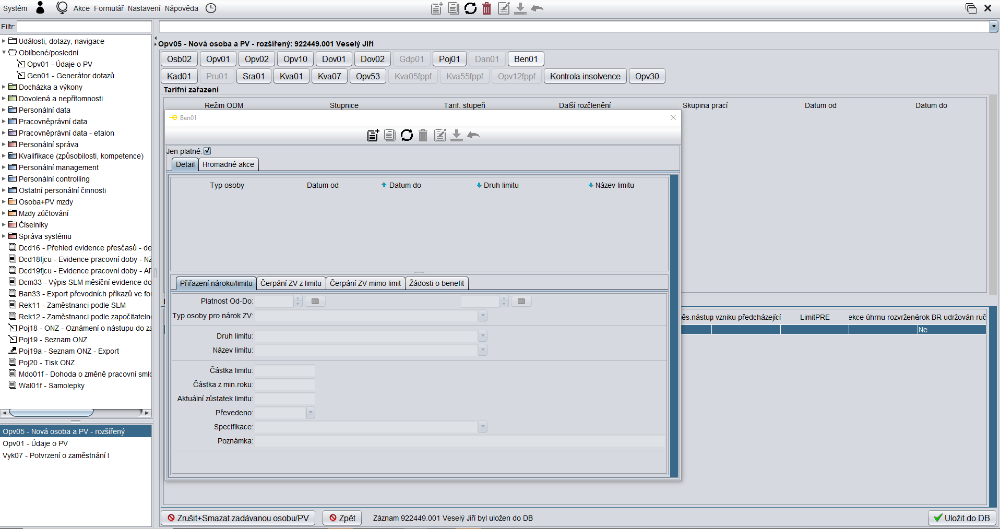 Systém Akce Formulář Nastavení Nápověda
Filtr:
Události, dotazy, navigace
Oblíbené/poslední
Opv01 - Údaje o PV
Gen01 - Generátor dotazů
Docházka a výkony
Dovolená a nepřítomnosti
Personální data
Pracovněprávní data
Pracovněprávní data - etalon
Personální správa
Kvalifikace (způsobilosti, kompetence)
Personální management
Personální controlling
Ostatní personální činnosti
Osoba+PV mzdy
Mzdy zúčtování
Číselníky
Správa systému
Dcd16 - Přehled evidence přesčasů - de
Dcd18fjcu - Evidence pracovní doby - NZ
Dcd19fjcu - Evidence pracovní doby - AF
Dcm33 - Výpis SLM měsíční evidence do
Ban33 - Export převodních příkazů ve for
Rek11 - Zaměstnanci podle SLM
Rek12 - Zaměstnanci podle započitateln
Poj18 - ONZ - Oznámení o nástupu do za
Poj19 - Seznam ONZ
Poj19a - Seznam ONZ - Export
Poj20 - Tisk ONZ
Mdo01f - Dohoda o změně pracovní smlo
Wal01f - Samolepky
Opv05 - Nová osoba a PV - rozšířený
Opv01 - Údaje o PV
Vyk07 - Potvrzení o zaměstnání I
Opv05 - Nová osoba a PV - rozšířený: 922449.001 Veselý Jiří
Osb02 Opv01 Opv02 Opv10 Dov01 Dov02 Gdp01 Poj01 Dan01 Ben01
Kad01 Pru01 Sra01 Kva01 Kva07 Opv53 Kva05fppf Kva55fppf Opv12fppf Kontrola insolvence Opv30
Tarifní zařazení
Režim ODM Stupnice Tarif. stupeň Další rozčlenění Skupina prací Datum od Datum do
Ben01
Jen platné:
Detail Hromadné akce
Typ osoby Datum od Datum do Druh limitu Název limitu
Přiřazení nároku/limitu Čerpání ZV z limitu Čerpání ZV mimo limit Žádosti o benefit
Platnost Od-Do:
Typ osoby pro nárok ZV:
Druh limitu:
Název limitu:
Částka limitu:
Částka z min.roku:
Aktuální zůstatek limitu:
Převedeno:
Specifikace:
Poznámka:
ěs.nástup vzniku předcházející LimitPRE ekce úhrnu rozvržené árok BR udržován ruč
Ne
Zrušit+Smazat zadávanou osobu/PV Zpět Záznam 922449.001 Veselý Jiří byl uložen do DB Uložit do DB